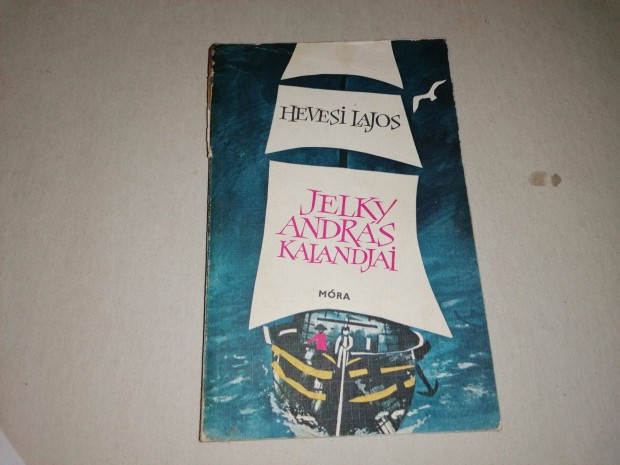 HEVESI LAJOS
JELKY
ANDRÁS
KALANDJAI
MÓRA